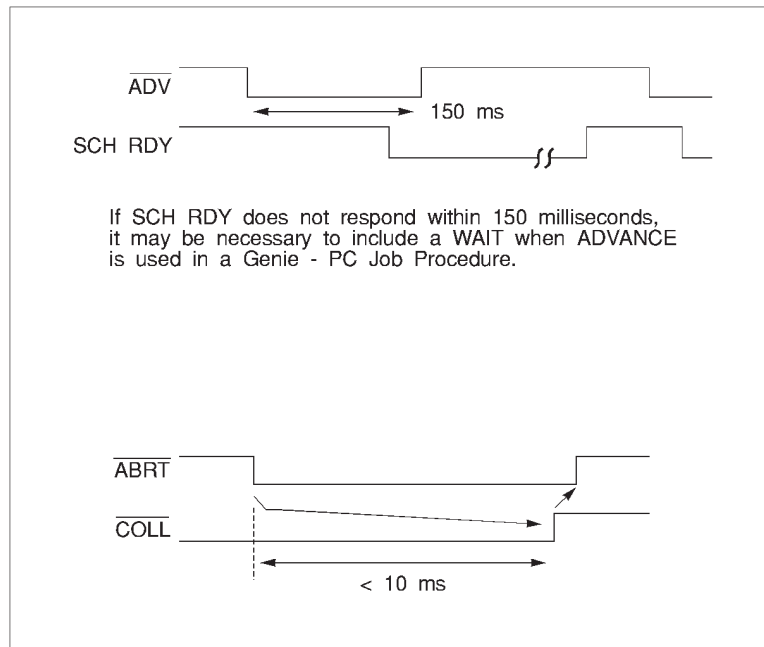 ADV
150 ms
SCH RDY
If SCH RDY does not respond within 150 milliseconds,
it may be necessary to include a WAIT when ADVANCE
is used in a Genie - PC Job Procedure.
ABRT
COLL
< 10 ms